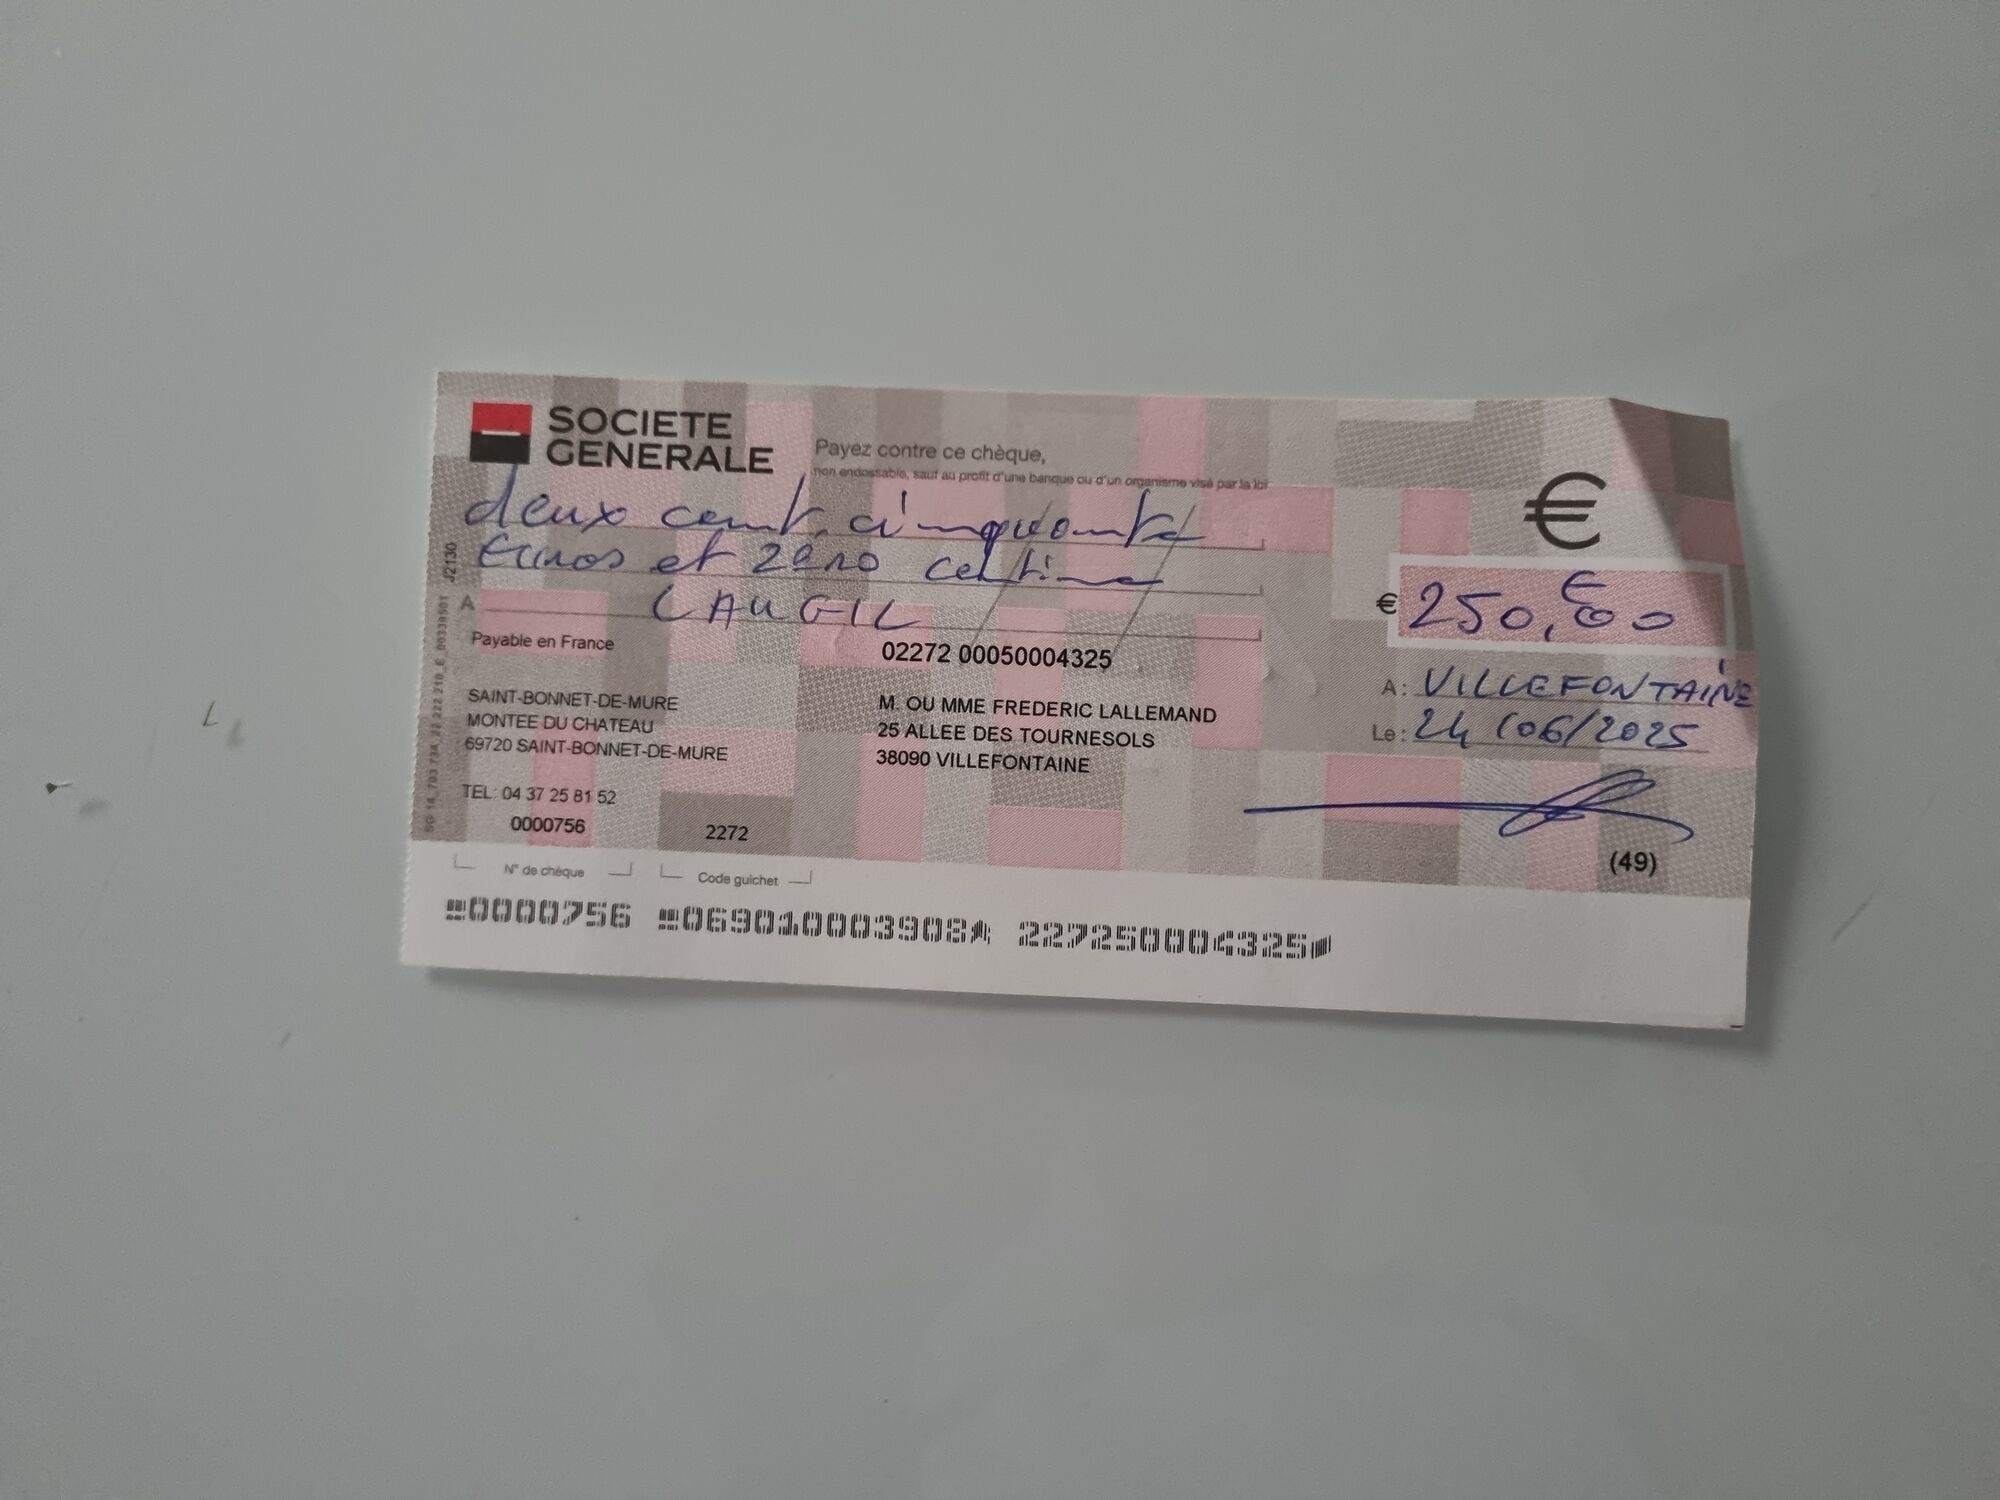 SOCIETE
GENERALE
Payez contre ce chèque,
non endossable, sauf au profit d'une banque ou d'un organisme visé par la loi
deux cent cinquante
Euros et zéro centime
A LAUGIL
Payable en France
02272 00050004325
€
€ 250,€00
A : VILLEFONTAINE
Le : 24/06/2025
SAINT-BONNET-DE-MURE
MONTEE DU CHATEAU
69720 SAINT-BONNET-DE-MURE
TEL: 04 37 25 81 52
M. OU MME FREDERIC LALLEMAND
25 ALLEE DES TOURNESOLS
38090 VILLEFONTAINE
0000756
2272
(49)
N° de chèque
Code guichet
0000756 069010003908 227250004325
J2130